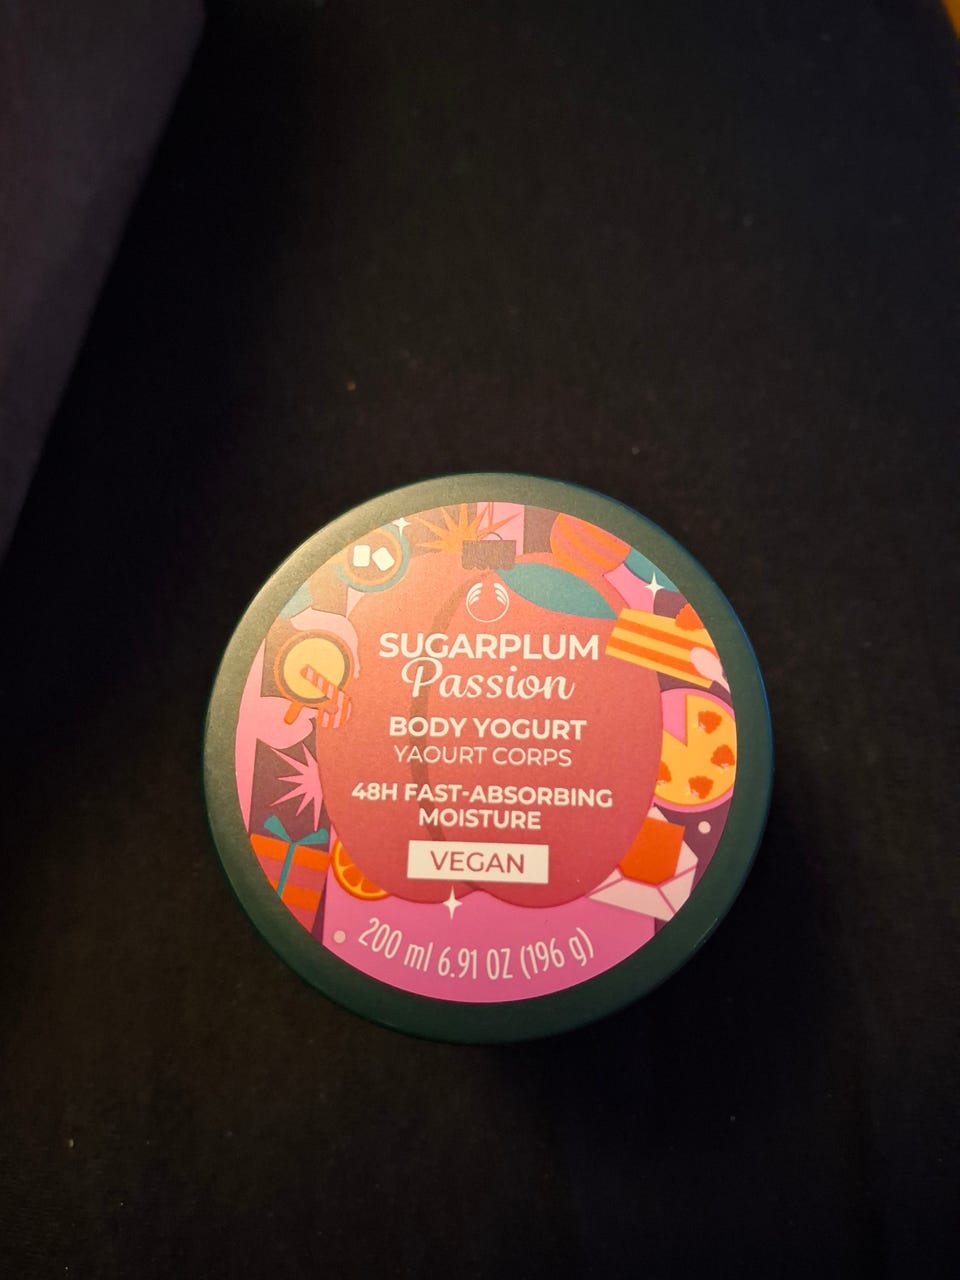 SUGARPLUM
Passion
BODY YOGURT
YAOURT CORPS
48H FAST-ABSORBING
MOISTURE
VEGAN
200 ml 6.91 OZ (196 g)